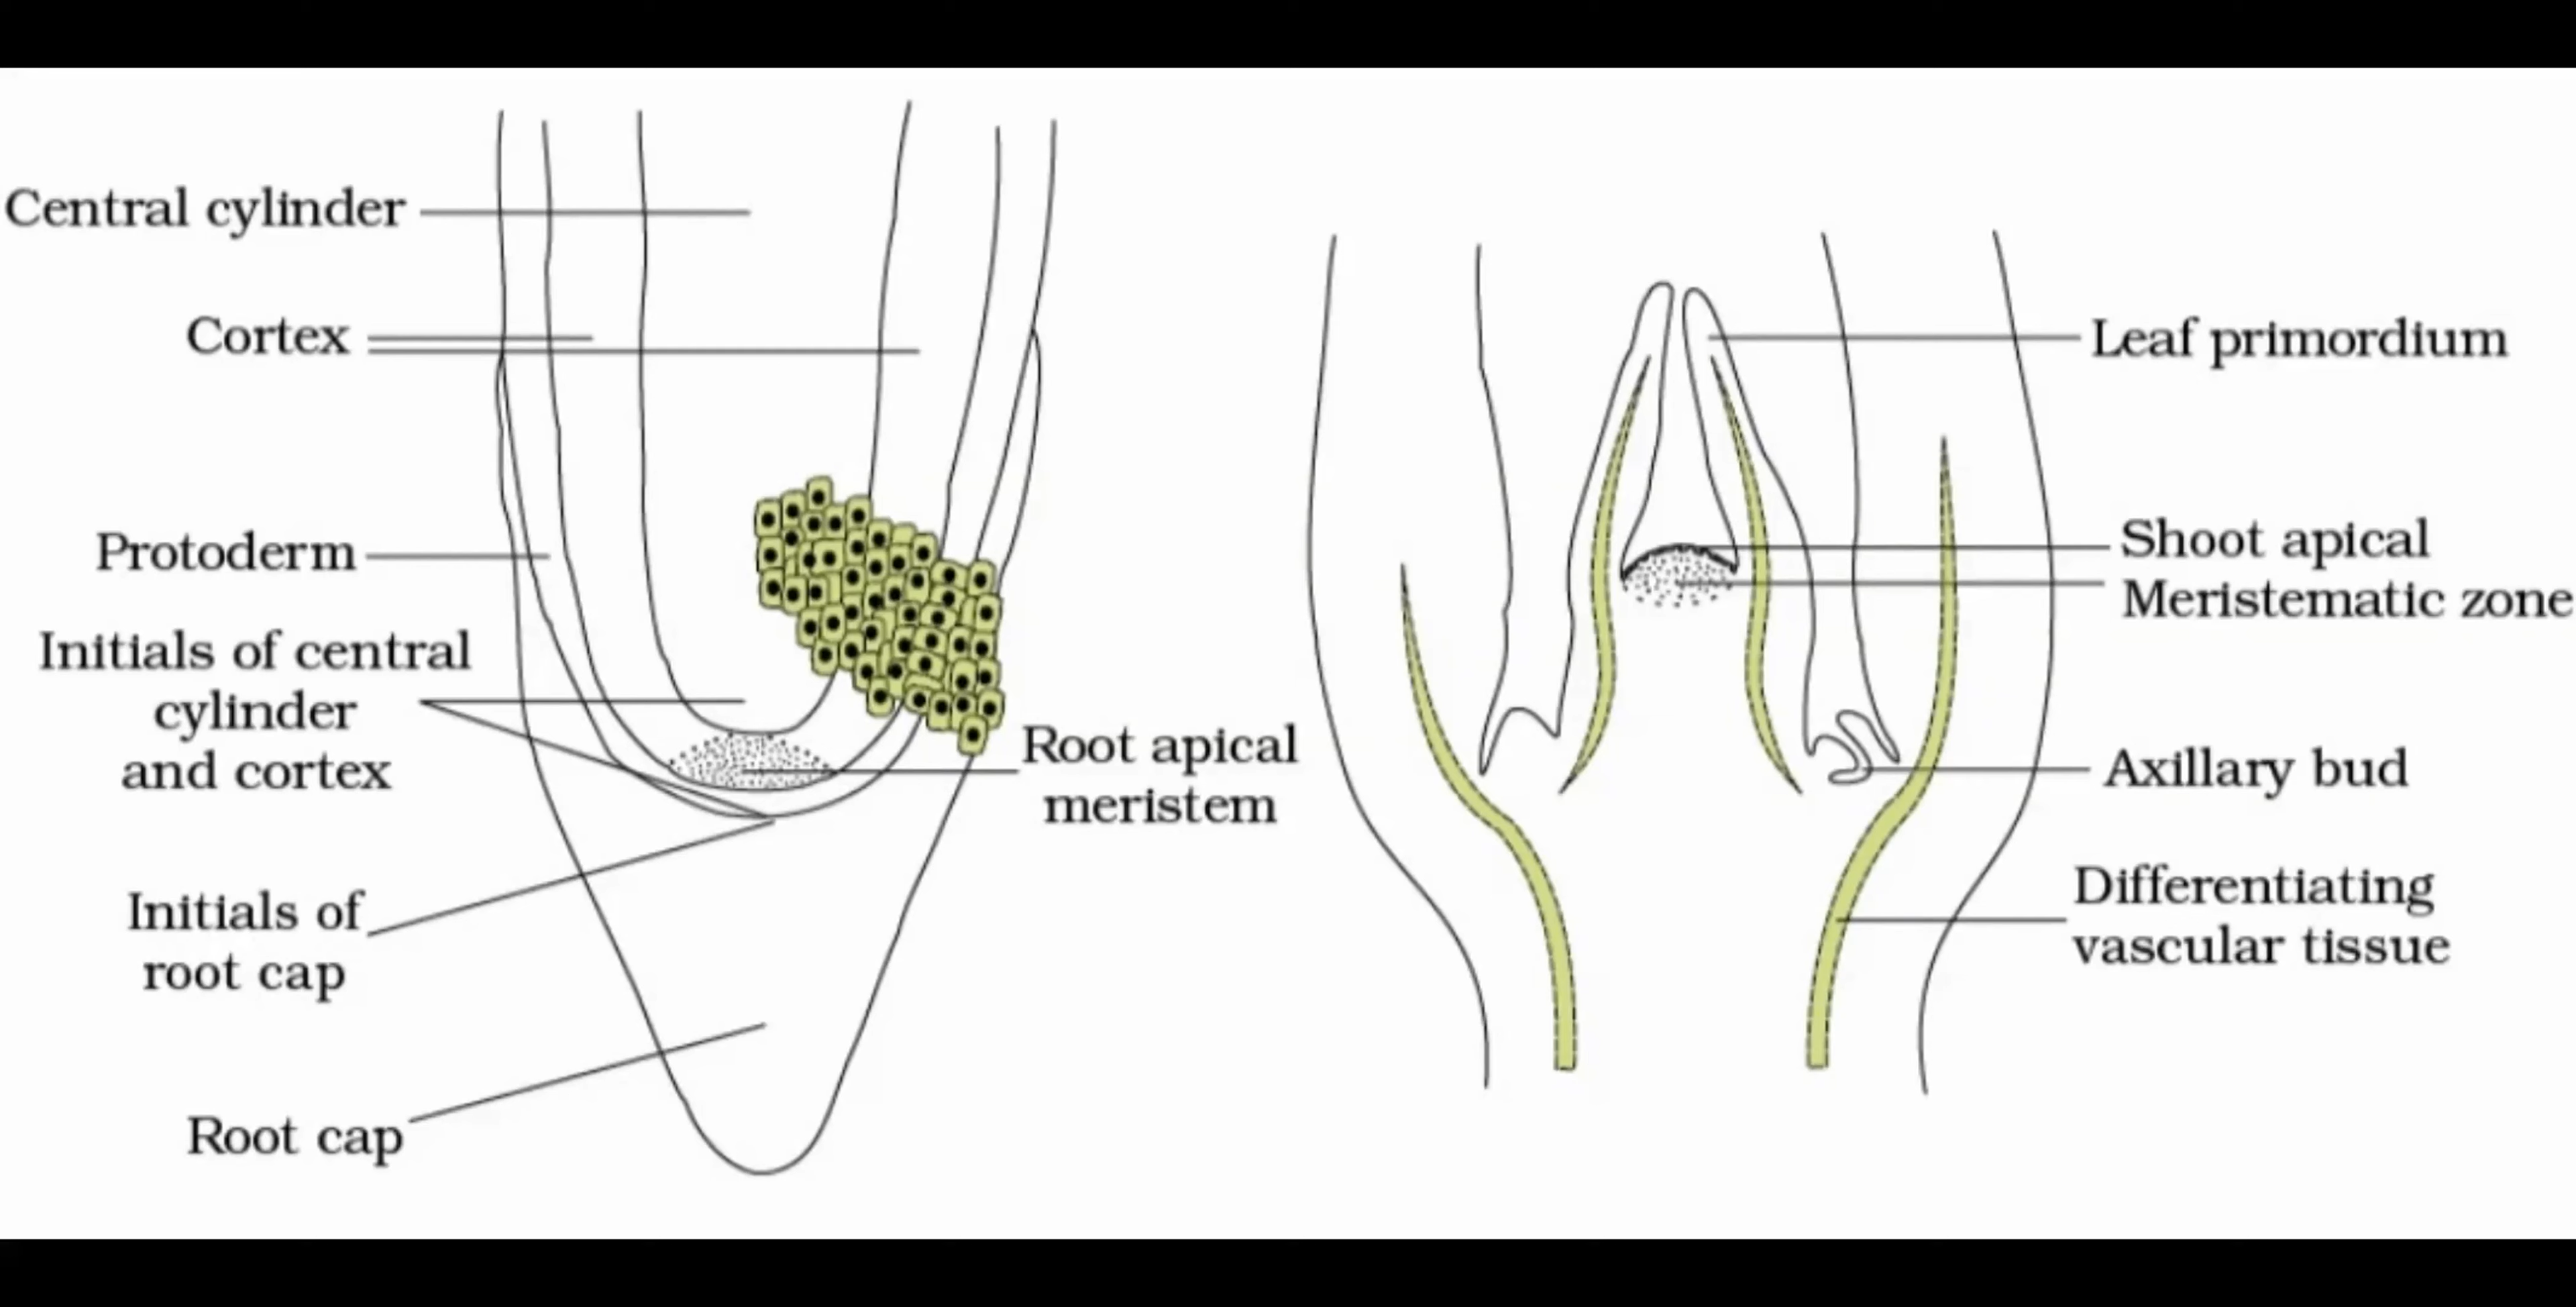 Central cylinder
Cortex
Protoderm
Initials of central
cylinder
and cortex
Initials of
root cap
Root cap
Root apical
meristem
Leaf primordium
Shoot apical
Meristematic zone
Axillary bud
Differentiating
vascular tissue